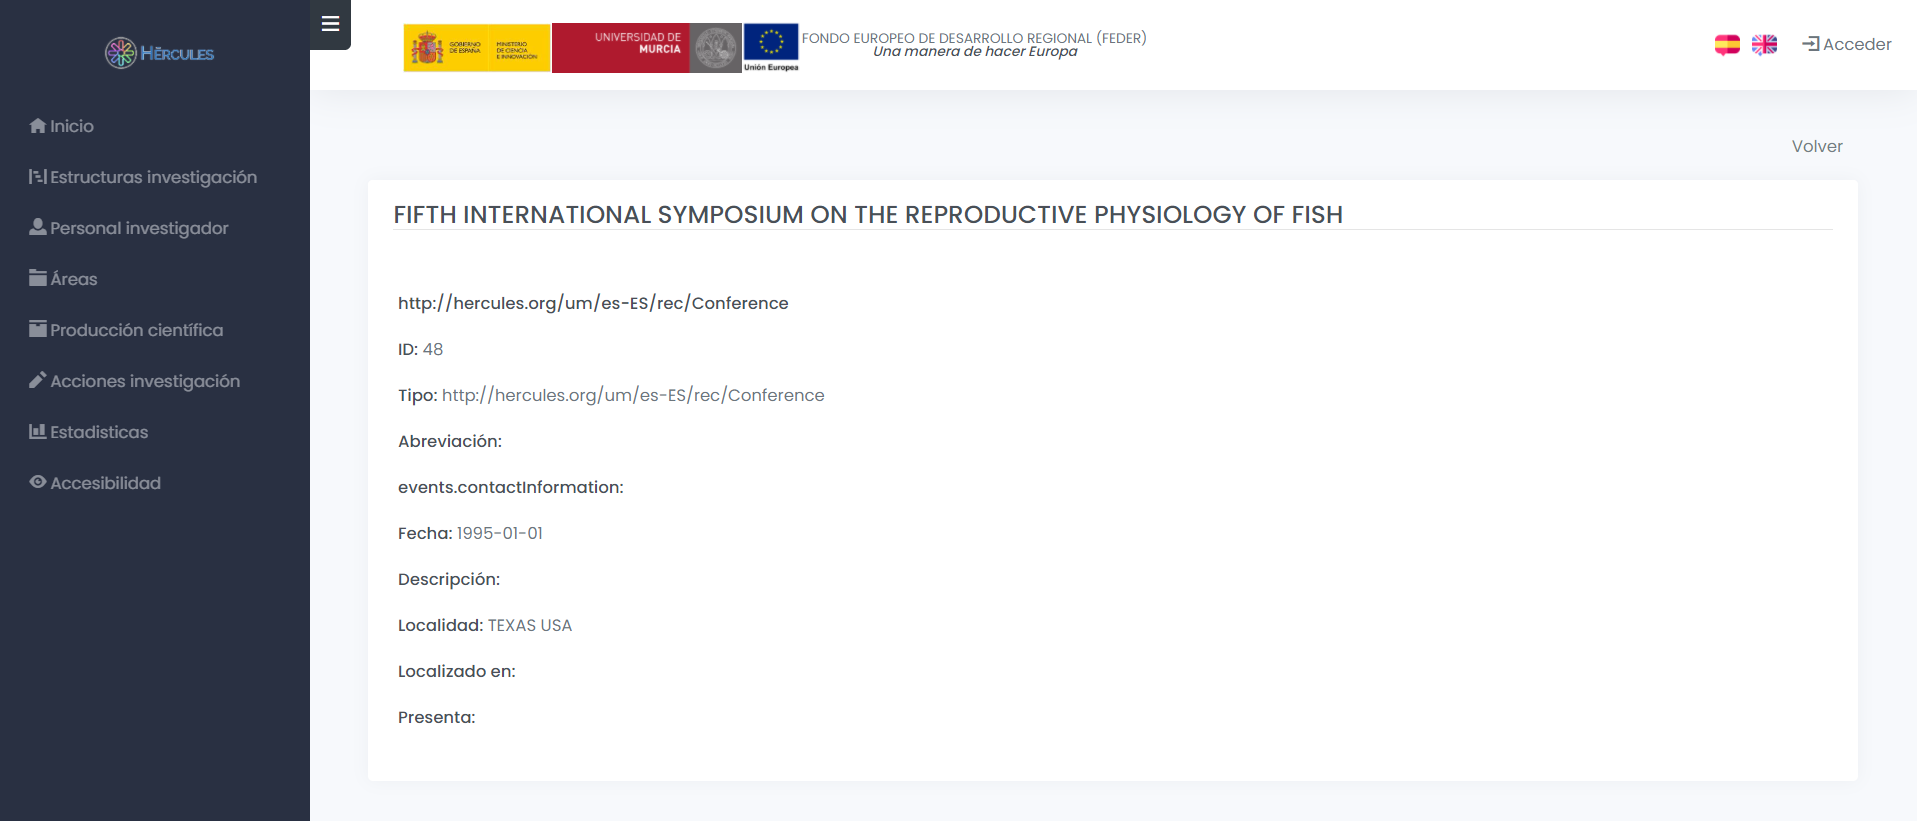 HĒRCULES
Inicio
Estructuras investigación
Personal investigador
Áreas
Producción científica
Acciones investigación
Estadisticas
Accesibilidad
GOBIERNO
DE ESPAÑA
MINISTERIO
DE CIENCIA
E INNOVACIÓN
UNIVERSIDAD DE
MURCIA
Unión Europea
FONDO EUROPEO DE DESARROLLO REGIONAL (FEDER)
Una manera de hacer Europa
Acceder
Volver
FIFTH INTERNATIONAL SYMPOSIUM ON THE REPRODUCTIVE PHYSIOLOGY OF FISH
http://hercules.org/um/es-ES/rec/Conference
ID: 48
Tipo: http://hercules.org/um/es-ES/rec/Conference
Abreviación:
events.contactInformation:
Fecha: 1995-01-01
Descripción:
Localidad: TEXAS USA
Localizado en:
Presenta: